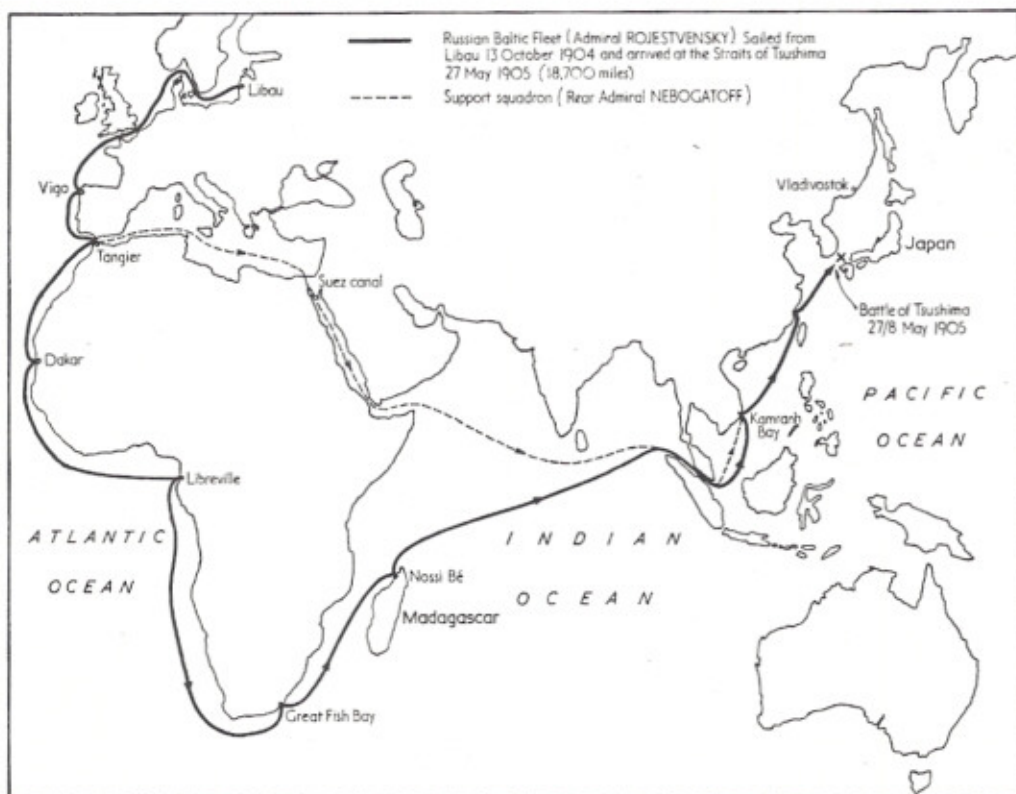 Russian Baltic Fleet (Admiral ROJESTVENSKY) Sailed from
Libau 13 October 1904 and arrived at the Straits of Tsushima
27 May 1905 (18,700 miles)
Support squadron (Rear Admiral NEBOGATOFF)
Libau
Vigo
Vladivostok
Tangier
Japan
Suez canal
Battle of Tsushima
27/8 May 1905
Dakar
PACIFIC
OCEAN
Kamranh
Bay
Libreville
ATLANTIC
OCEAN
INDIAN
OCEAN
Nossi Bé
Madagascar
Great Fish Bay